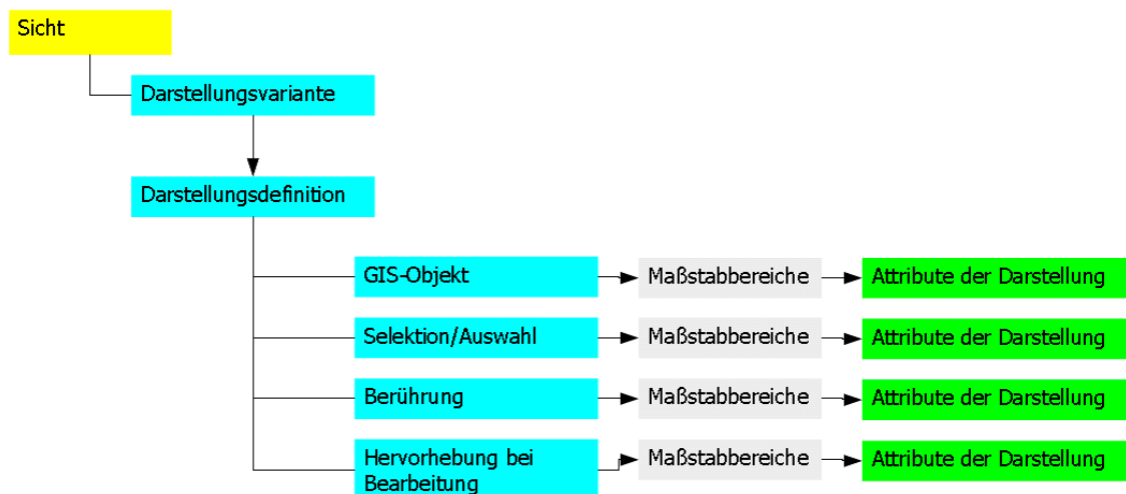 Sicht
Darstellungsvariante
Darstellungsdefinition
GIS-Objekt
Maßstabbereiche
Attribute der Darstellung
Selektion/Auswahl
Maßstabbereiche
Attribute der Darstellung
Berührung
Maßstabbereiche
Attribute der Darstellung
Hervorhebung bei
Bearbeitung
Maßstabbereiche
Attribute der Darstellung